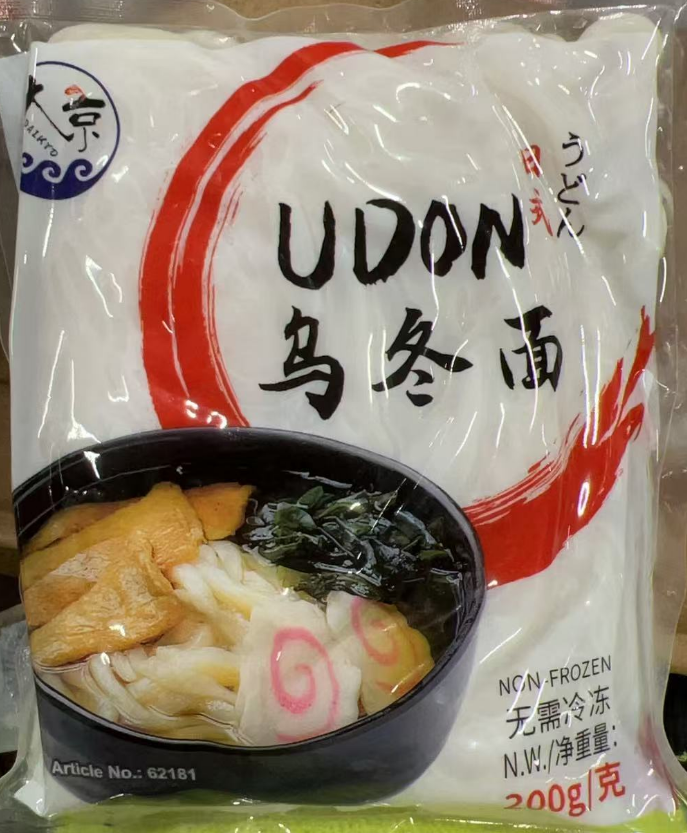 大京
DAIKYO
うどん
日式
UDON
乌冬面
NON-FROZEN
无需冷冻
N.W./净重量:
200g/克
Article No.: 62181